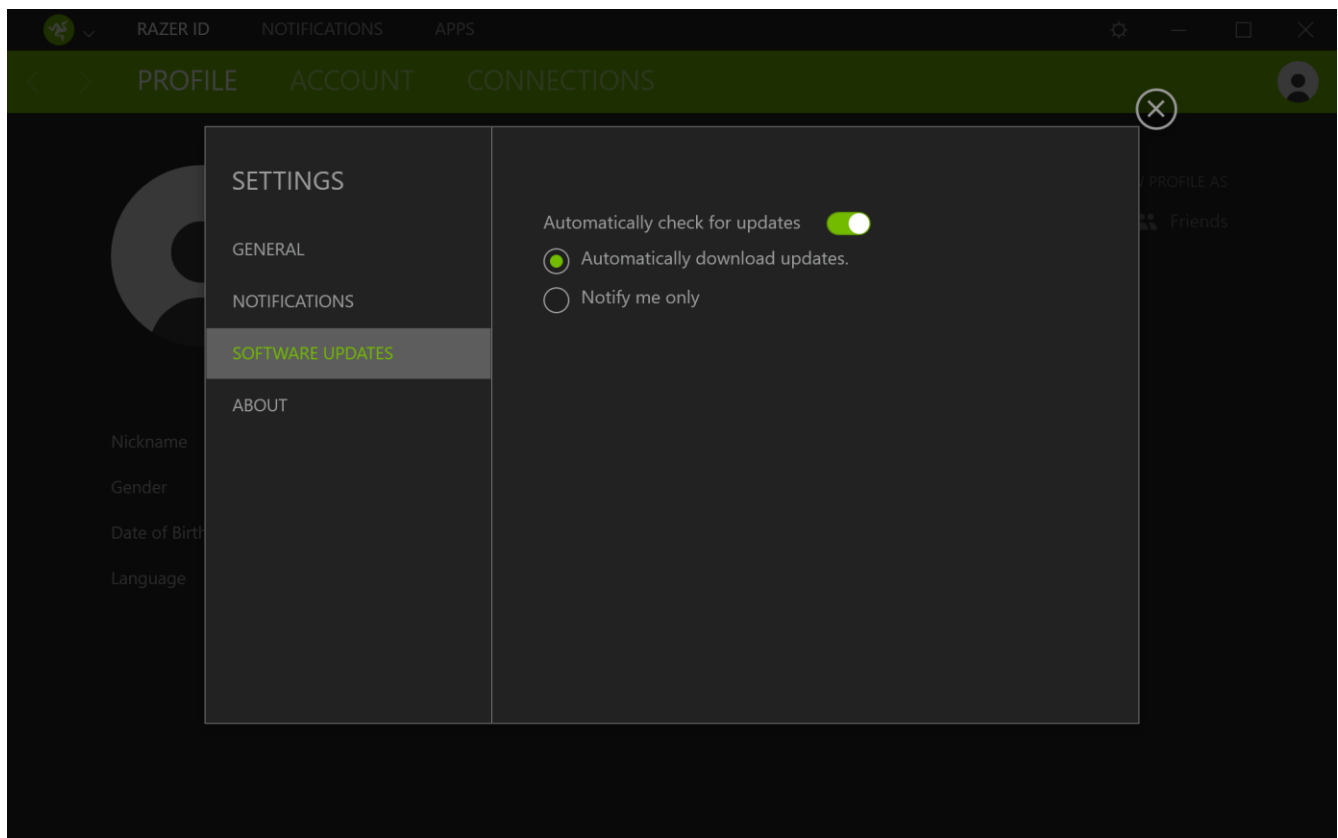 RAZER ID NOTIFICATIONS APPS
PROFILE ACCOUNT CONNECTIONS
SETTINGS
GENERAL
NOTIFICATIONS
SOFTWARE UPDATES
ABOUT
Automatically check for updates
Automatically download updates.
Notify me only
PROFILE AS
Friends
Nickname
Gender
Date of Birth
Language